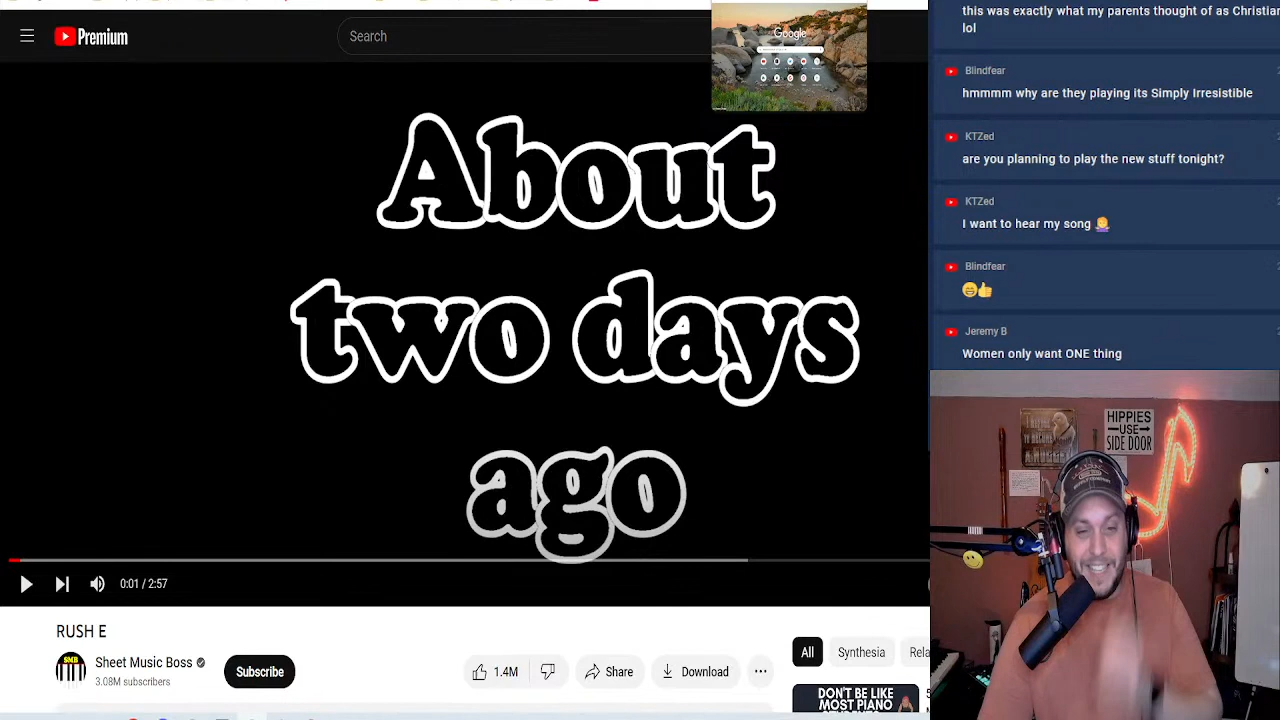 Premium
Search
Google
About
two days
ago
0:01 / 2:57
RUSH E
SMB
Sheet Music Boss
3.08M subscribers
Subscribe
1.4M
Share
Download
All
Synthesia
Rela
DON'T BE LIKE
MOST PIANO
this was exactly what my parents thought of as Christian
lol
Blindfear
hmmmm why are they playing its Simply Irresistible
KTZed
are you planning to play the new stuff tonight?
KTZed
I want to hear my song 🤷‍♀️
Blindfear
😁👍
Jeremy B
Women only want ONE thing
HIPPIES
USE
SIDE DOOR